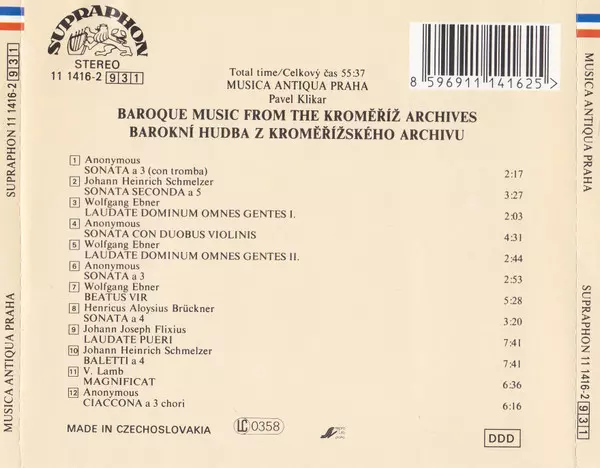 SUPRAPHON
STEREO
11 1416-2 931
Total time/Celkový čas 55:37
MUSICA ANTIQUA PRAHA
Pavel Klikar
8 596911 141625
BAROQUE MUSIC FROM THE KROMĚŘÍŽ ARCHIVES
BAROKNÍ HUDBA Z KROMĚŘÍŽSKÉHO ARCHIVU
1 Anonymous
SONATA a 3 (con tromba) 2:17
2 Johann Heinrich Schmelzer
SONATA SECONDA a 5 3:27
3 Wolfgang Ebner
LAUDATE DOMINUM OMNES GENTES I. 2:03
4 Anonymous
SONATA CON DUOBUS VIOLINIS 4:31
5 Wolfgang Ebner
LAUDATE DOMINUM OMNES GENTES II. 2:44
6 Anonymous
SONATA a 3 2:53
7 Wolfgang Ebner
BEATUS VIR 5:28
8 Henricus Aloysius Brückner
SONATA a 4 3:20
9 Johann Joseph Flixius
LAUDATE PUERI 7:41
10 Johann Heinrich Schmelzer
BALETTI a 4 7:41
11 V. Lamb
MAGNIFICAT 6:36
12 Anonymous
CIACCONA a 3 chori 6:16
MADE IN CZECHOSLOVAKIA
LC 0358
DDD
MUSICA ANTIQUA PRAHA SUPRAPHON 11 1416-2 931
MUSICA ANTIQUA PRAHA SUPRAPHON 11 1416-2 931